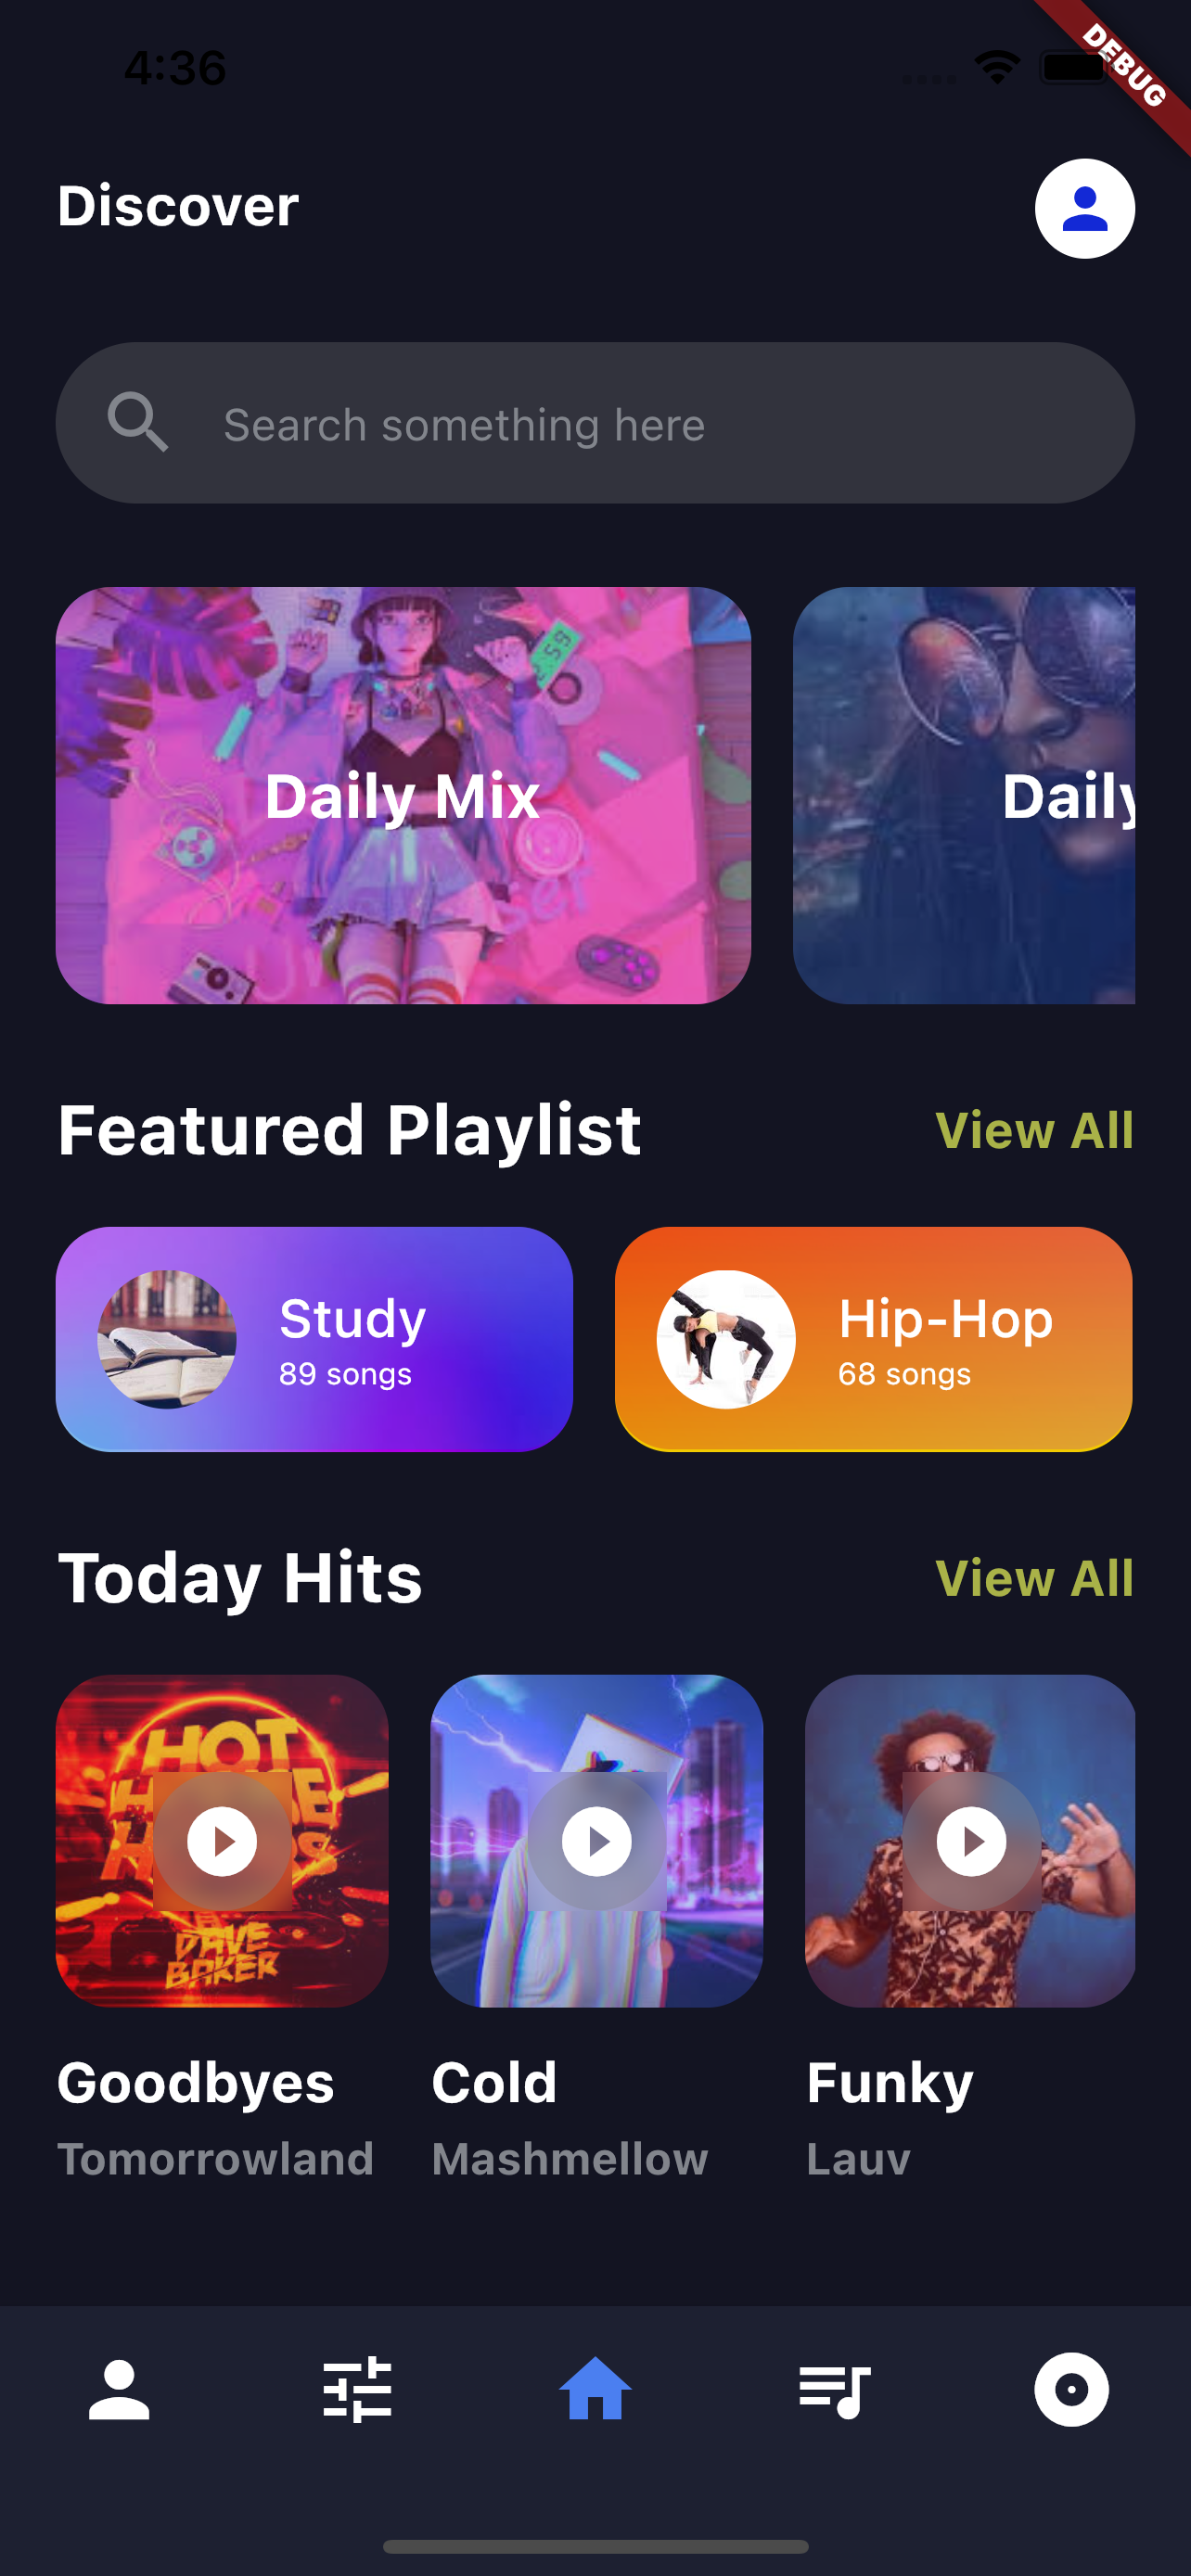 4:36
DEBUG
Discover
Search something here
Daily Mix
Daily
Featured Playlist
View All
Study
89 songs
Hip-Hop
68 songs
Today Hits
View All
HOT
DAVE
BAKER
Goodbyes
Cold
Funky
Tomorrowland
Mashmellow
Lauv